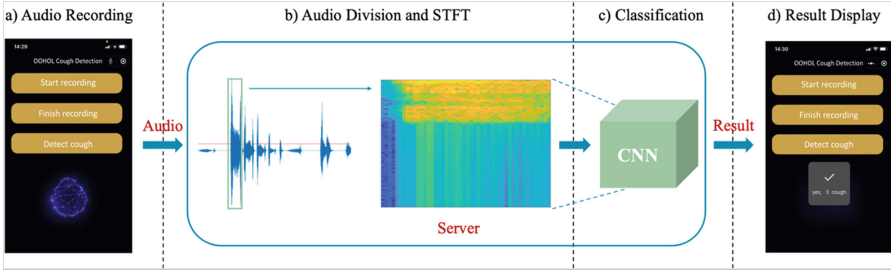 a) Audio Recording
b) Audio Division and STFT
c) Classification
d) Result Display
14:29
OOHOL Cough Detection
Start recording
Finish recording
Detect cough
Audio
Server
CNN
Result
14:30
OOHOL Cough Detection
Start recording
Finish recording
Detect cough
yes, 3 cough